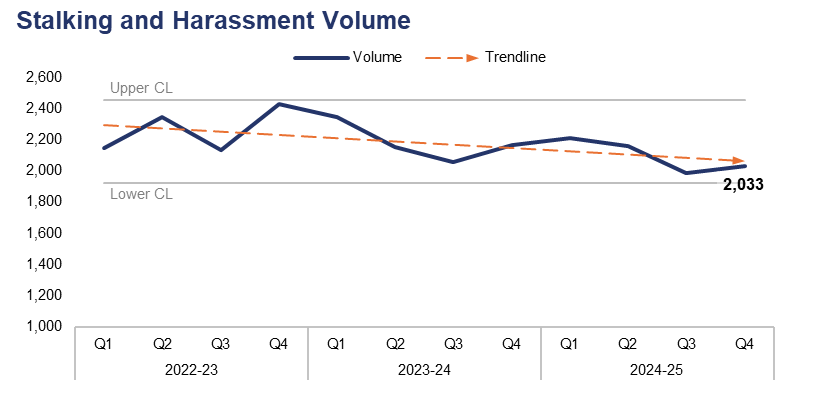 Stalking and Harassment Volume
Volume Trendline
2,600
Upper CL
2,400
2,200
2,000
Lower CL
2,033
1,800
1,600
1,400
1,200
1,000
Q1 Q2 Q3 Q4 Q1 Q2 Q3 Q4 Q1 Q2 Q3 Q4
2022-23 2023-24 2024-25